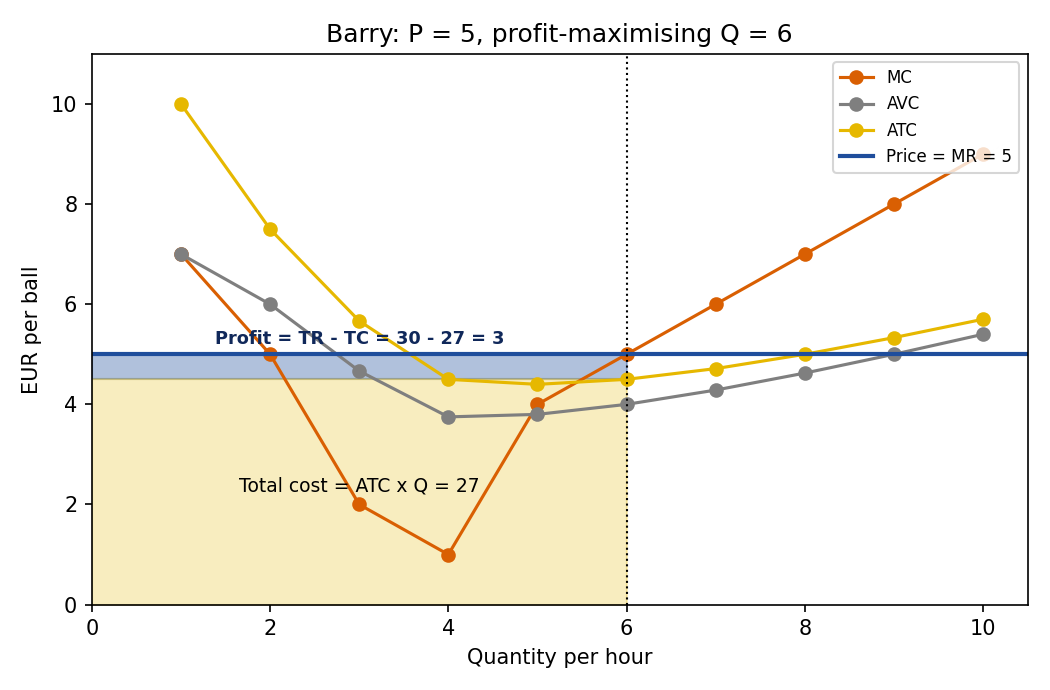 Barry: P = 5, profit-maximising Q = 6
MC
AVC
ATC
Price = MR = 5
EUR per ball
10
8
6
4
2
0
Profit = TR - TC = 30 - 27 = 3
Total cost = ATC x Q = 27
0 2 4 6 8 10
Quantity per hour